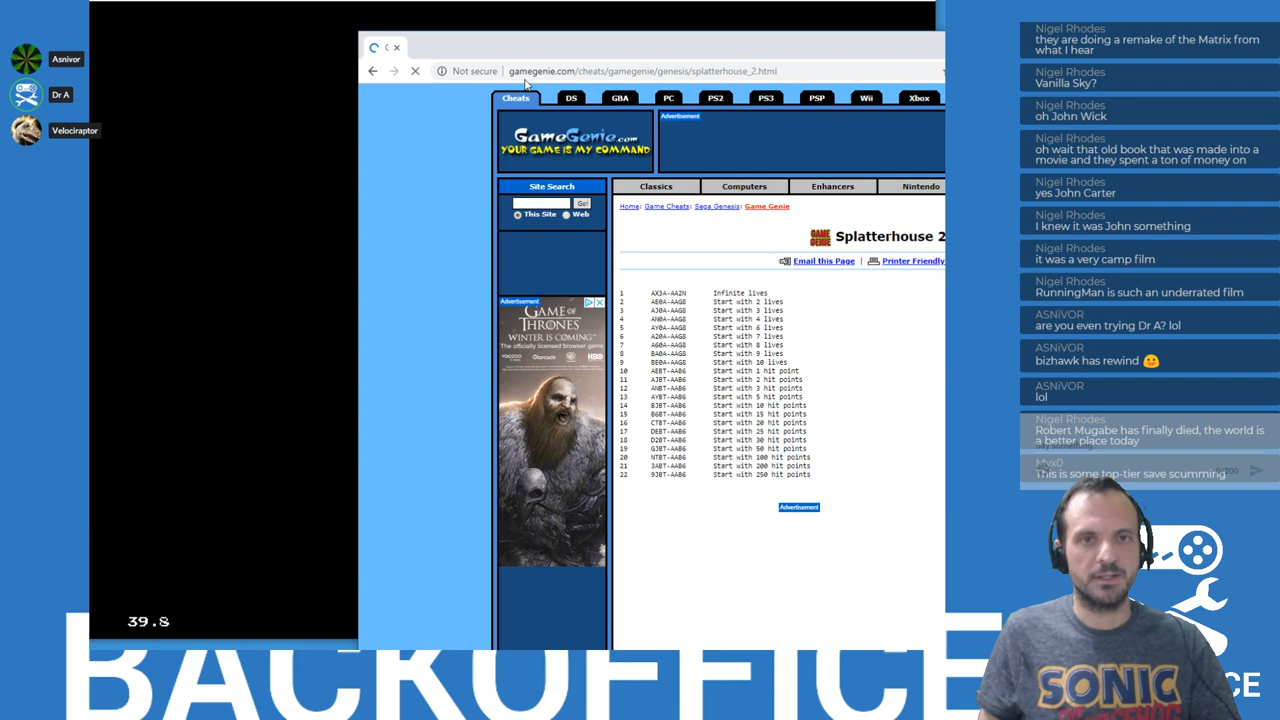 Asnivor
Dr A
Velociraptor
39.8
Not secure
gamegenie.com/cheats/gamegenie/genesis/splatterhouse_2.html
Cheats
DS
GBA
PC
PS2
PS3
PSP
Wii
Xbox
GameGenie.com
YOUR GAME IS MY COMMAND
Advertisement
Site Search
Go!
This Site
Web
Classics
Computers
Enhancers
Nintendo
Home: Game Cheats: Sega Genesis: Game Genie
GAME GENIE
Splatterhouse 2
Email this Page | Printer Friendly
1 AX3A-AA2N Infinite lives
2 AE0A-AAG8 Start with 2 lives
3 AJ0A-AAG8 Start with 3 lives
4 AN0A-AAG8 Start with 4 lives
5 AY0A-AAG8 Start with 6 lives
6 A20A-AAG8 Start with 7 lives
7 A60A-AAG8 Start with 8 lives
8 BA0A-AAG8 Start with 9 lives
9 BE0A-AAG8 Start with 10 lives
10 AEBT-AAB6 Start with 1 hit point
11 AJBT-AAB6 Start with 2 hit points
12 ANBT-AAB6 Start with 3 hit points
13 AYBT-AAB6 Start with 5 hit points
14 BJBT-AAB6 Start with 10 hit points
15 B6BT-AAB6 Start with 15 hit points
16 CTBT-AAB6 Start with 20 hit points
17 DEBT-AAB6 Start with 25 hit points
18 D2BT-AAB6 Start with 30 hit points
19 GJBT-AAB6 Start with 50 hit points
20 NTBT-AAB6 Start with 100 hit points
21 3ABT-AAB6 Start with 200 hit points
22 9JBT-AAB6 Start with 250 hit points
Advertisement
Advertisement
GAME OF
THRONES
WINTER IS COMING
The officially licensed browser game
YOOZOO
HBO
Nigel Rhodes
they are doing a remake of the Matrix from
what I hear
Nigel Rhodes
Vanilla Sky?
Nigel Rhodes
oh John Wick
Nigel Rhodes
oh wait that old book that was made into a
movie and they spent a ton of money on
Nigel Rhodes
yes John Carter
Nigel Rhodes
I knew it was John something
Nigel Rhodes
it was a very camp film
Nigel Rhodes
RunningMan is such an underrated film
ASNiVOR
are you even trying Dr A? lol
ASNiVOR
bizhawk has rewind
ASNiVOR
lol
Nigel Rhodes
Robert Mugabe has finally died, the world is
a better place today
Myx0
This is some top-tier save scumming
BACKOFFICE
CE
SONIC
THE HEDGEHOG